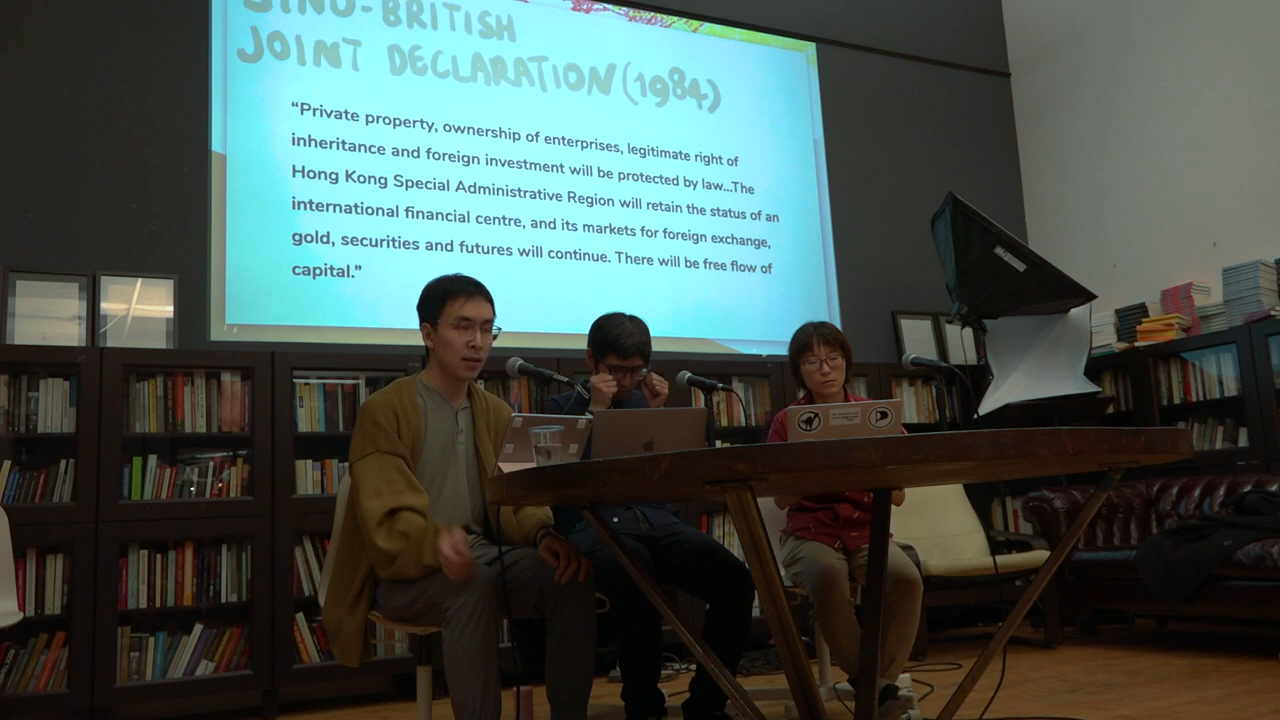 SINO-BRITISH
JOINT DECLARATION (1984)
“Private property, ownership of enterprises, legitimate right of
inheritance and foreign investment will be protected by law...The
Hong Kong Special Administrative Region will retain the status of an
international financial centre, and its markets for foreign exchange,
gold, securities and futures will continue. There will be free flow of
capital.”